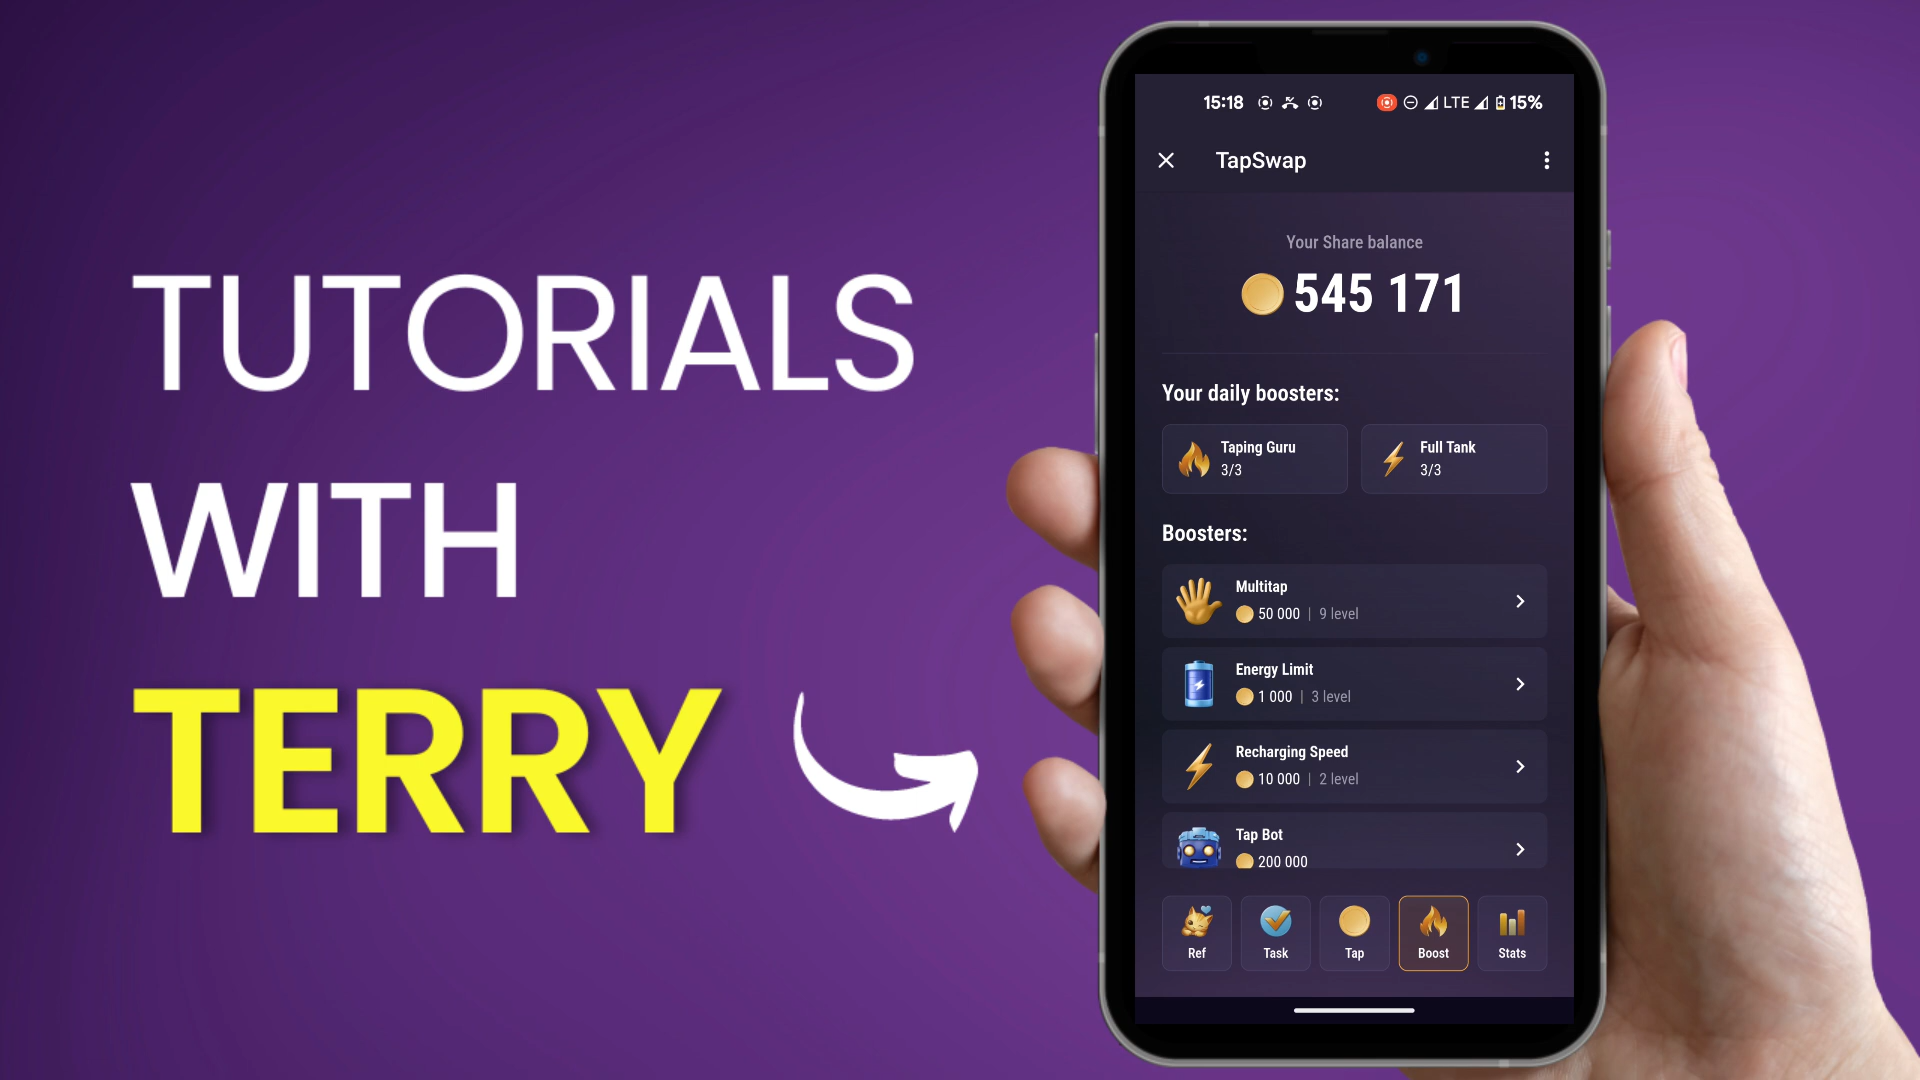 TUTORIALS
WITH
TERRY
15:18 LTE 15%
TapSwap
Your Share balance
545 171
Your daily boosters:
Taping Guru
3/3
Full Tank
3/3
Boosters:
Multitap
50 000 | 9 level
Energy Limit
1 000 | 3 level
Recharging Speed
10 000 | 2 level
Tap Bot
200 000
Ref Task Tap Boost Stats